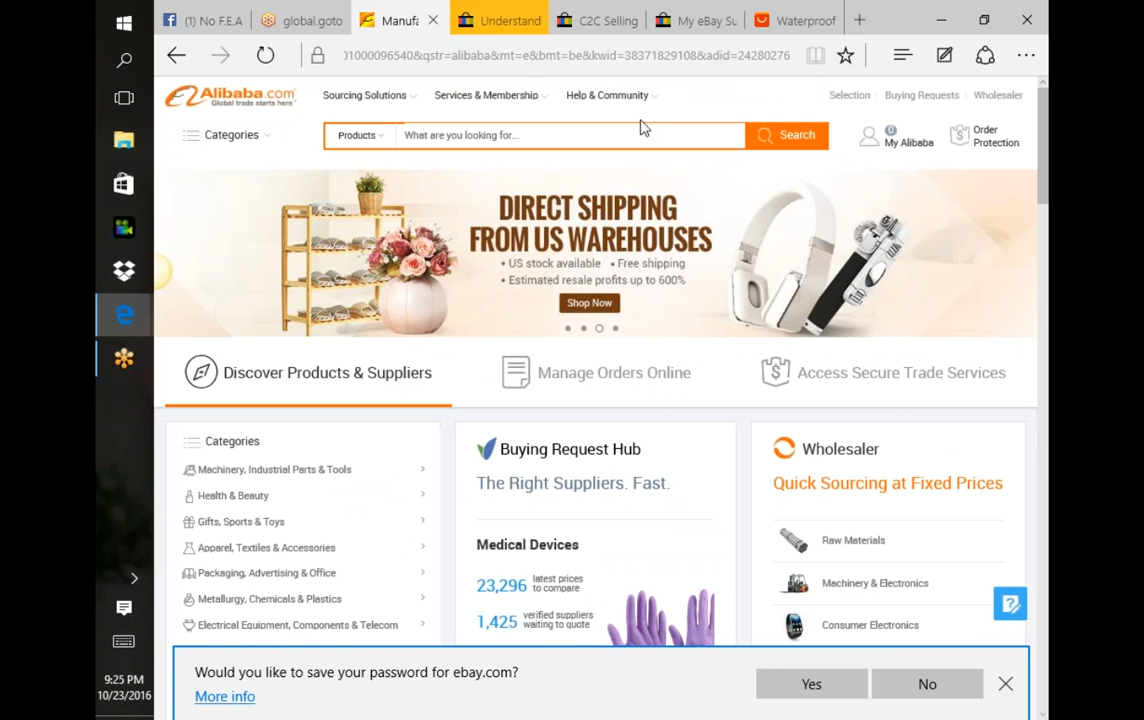 (1) No F.E.A
global.goto
Manufa
Understand
C2C Selling
My eBay Su
Waterproof
01000096540&qstr=alibaba&mt=e&bmt=be&kwid=38371829108&adid=24280276
Alibaba.com
Global trade starts here.™
Sourcing Solutions
Services & Membership
Help & Community
Selection
Buying Requests
Wholesaler
Categories
Products
What are you looking for...
Search
0
My Alibaba
Order
Protection
DIRECT SHIPPING
FROM US WAREHOUSES
• US stock available • Free shipping
• Estimated resale profits up to 600%
Shop Now
Discover Products & Suppliers
Manage Orders Online
Access Secure Trade Services
Categories
Machinery, Industrial Parts & Tools
Health & Beauty
Gifts, Sports & Toys
Apparel, Textiles & Accessories
Packaging, Advertising & Office
Metallurgy, Chemicals & Plastics
Electrical Equipment, Components & Telecom
Buying Request Hub
The Right Suppliers. Fast.
Medical Devices
23,296 latest prices
to compare
1,425 verified suppliers
waiting to quote
Wholesaler
Quick Sourcing at Fixed Prices
Raw Materials
Machinery & Electronics
Consumer Electronics
Would you like to save your password for ebay.com?
More info
Yes
No
9:25 PM
10/23/2016